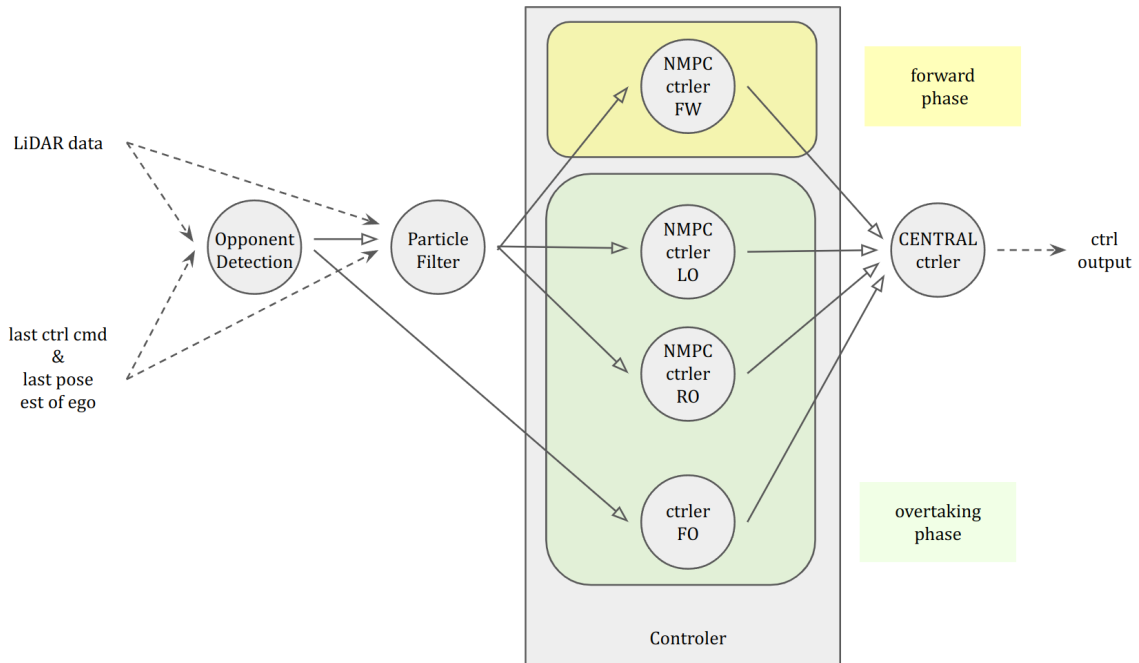 LiDAR data
last ctrl cmd
&
last pose
est of ego
Opponent
Detection
Particle
Filter
NMPC
ctrler
FW
NMPC
ctrler
LO
NMPC
ctrler
RO
ctrler
FO
Controler
forward
phase
CENTRAL
ctrler
ctrl
output
overtaking
phase